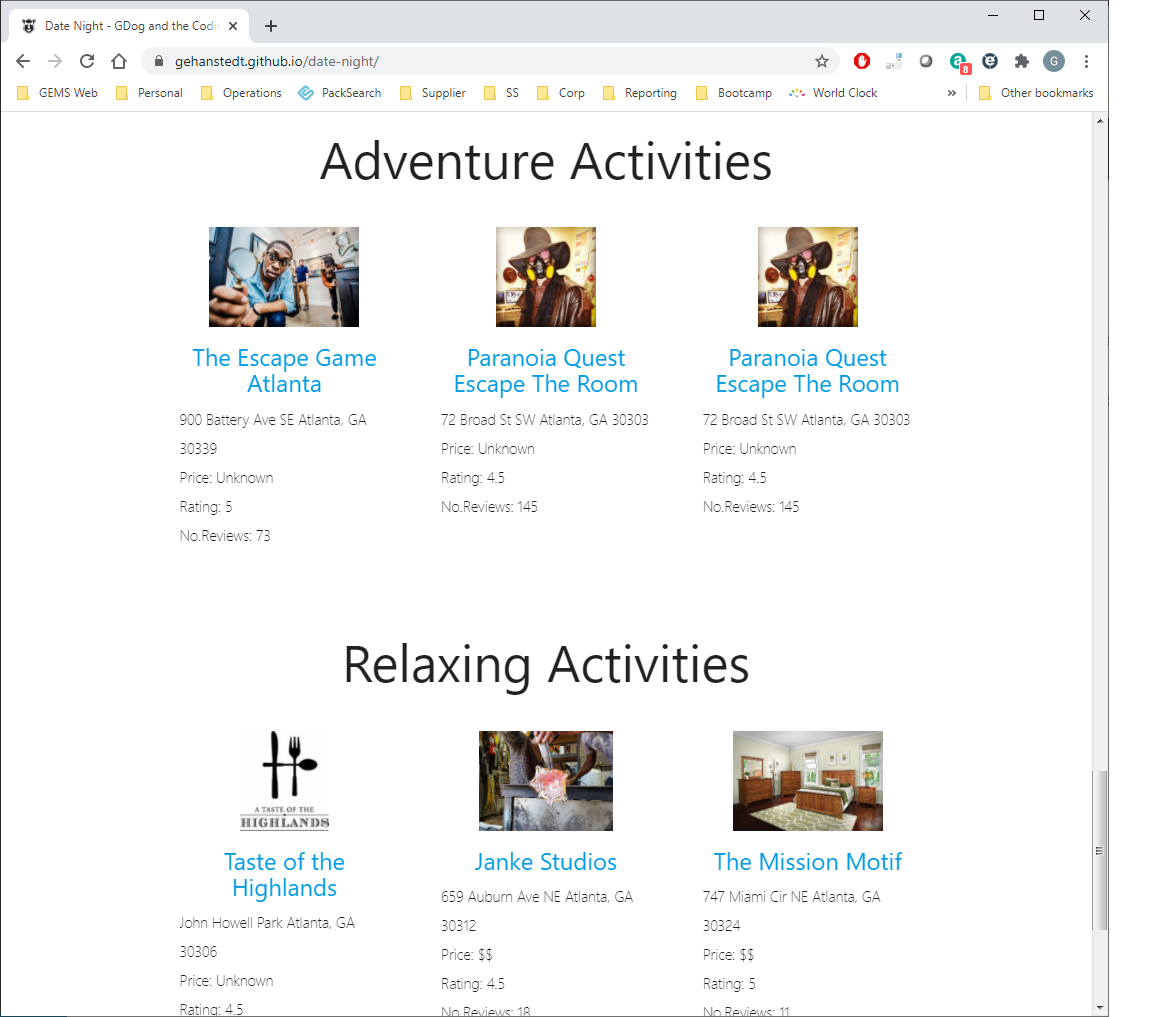 Date Night - GDog and the Codin
gehanstedt.github.io/date-night/
8
G
GEMS Web
Personal
Operations
PackSearch
Supplier
SS
Corp
Reporting
Bootcamp
World Clock
»
Other bookmarks
Adventure Activities
The Escape Game
Atlanta
900 Battery Ave SE Atlanta, GA
30339
Price: Unknown
Rating: 5
No.Reviews: 73
Paranoia Quest
Escape The Room
72 Broad St SW Atlanta, GA 30303
Price: Unknown
Rating: 4.5
No.Reviews: 145
Paranoia Quest
Escape The Room
72 Broad St SW Atlanta, GA 30303
Price: Unknown
Rating: 4.5
No.Reviews: 145
Relaxing Activities
A TASTE OF THE
HIGHLANDS
Taste of the
Highlands
John Howell Park Atlanta, GA
30306
Price: Unknown
Rating: 4.5
Janke Studios
659 Auburn Ave NE Atlanta, GA
30312
Price: $$
Rating: 4.5
No.Reviews: 18
The Mission Motif
747 Miami Cir NE Atlanta, GA
30324
Price: $$
Rating: 5
No.Reviews: 11